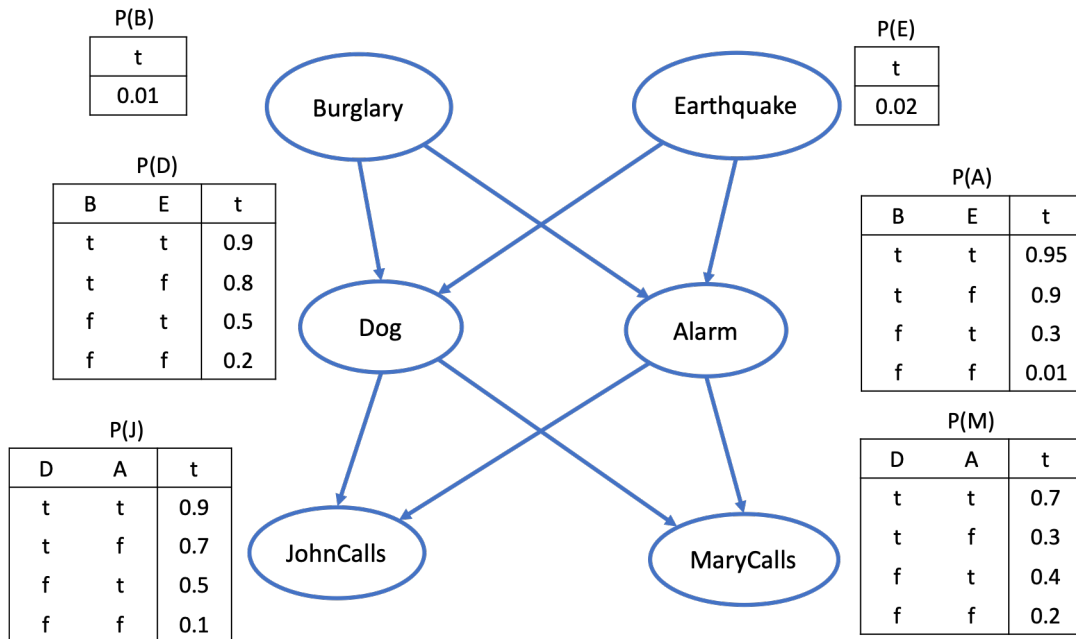 P(B)
t
0.01
Burglary
Earthquake
P(E)
t
0.02
P(D)
B E t
t t 0.9
t f 0.8
f t 0.5
f f 0.2
Dog
Alarm
P(A)
B E t
t t 0.95
t f 0.9
f t 0.3
f f 0.01
P(J)
D A t
t t 0.9
t f 0.7
f t 0.5
f f 0.1
JohnCalls
MaryCalls
P(M)
D A t
t t 0.7
t f 0.3
f t 0.4
f f 0.2